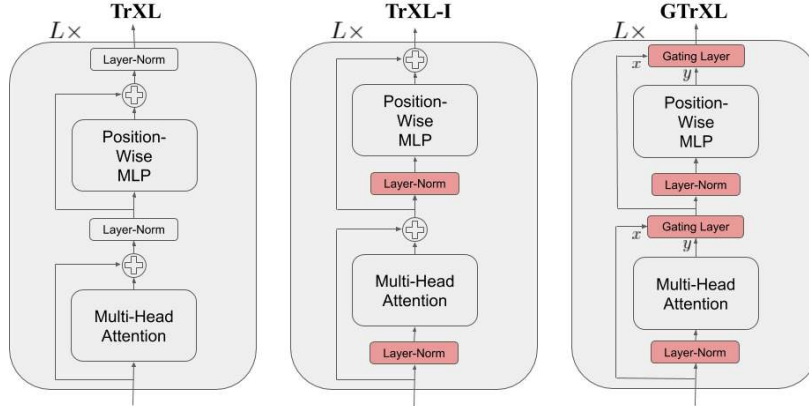 TrXL
L×
Layer-Norm
Position-
Wise
MLP
Layer-Norm
Multi-Head
Attention
TrXL-I
L×
Position-
Wise
MLP
Layer-Norm
Multi-Head
Attention
Layer-Norm
GTrXL
L×
Gating Layer
x
y
Position-
Wise
MLP
Layer-Norm
Gating Layer
x
y
Multi-Head
Attention
Layer-Norm